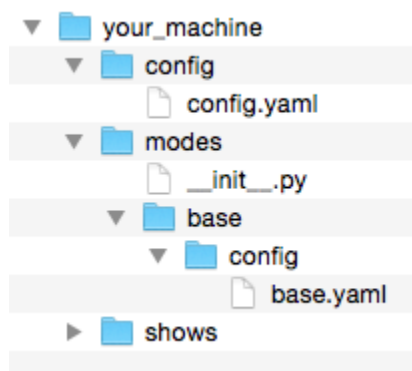 your_machine
config
config.yaml
modes
__init__.py
base
config
base.yaml
shows